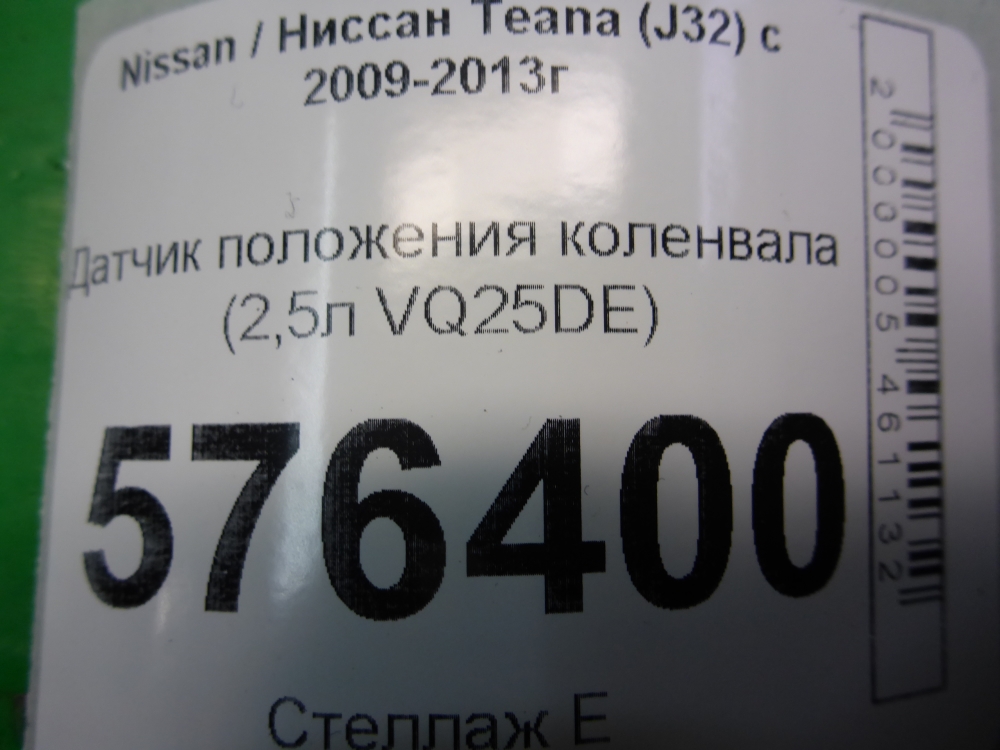 Nissan / Ниссан Teana (J32) с
2009-2013г
Датчик положения коленвала
(2,5л VQ25DE)
576400
Стеллаж Е
2000005461132